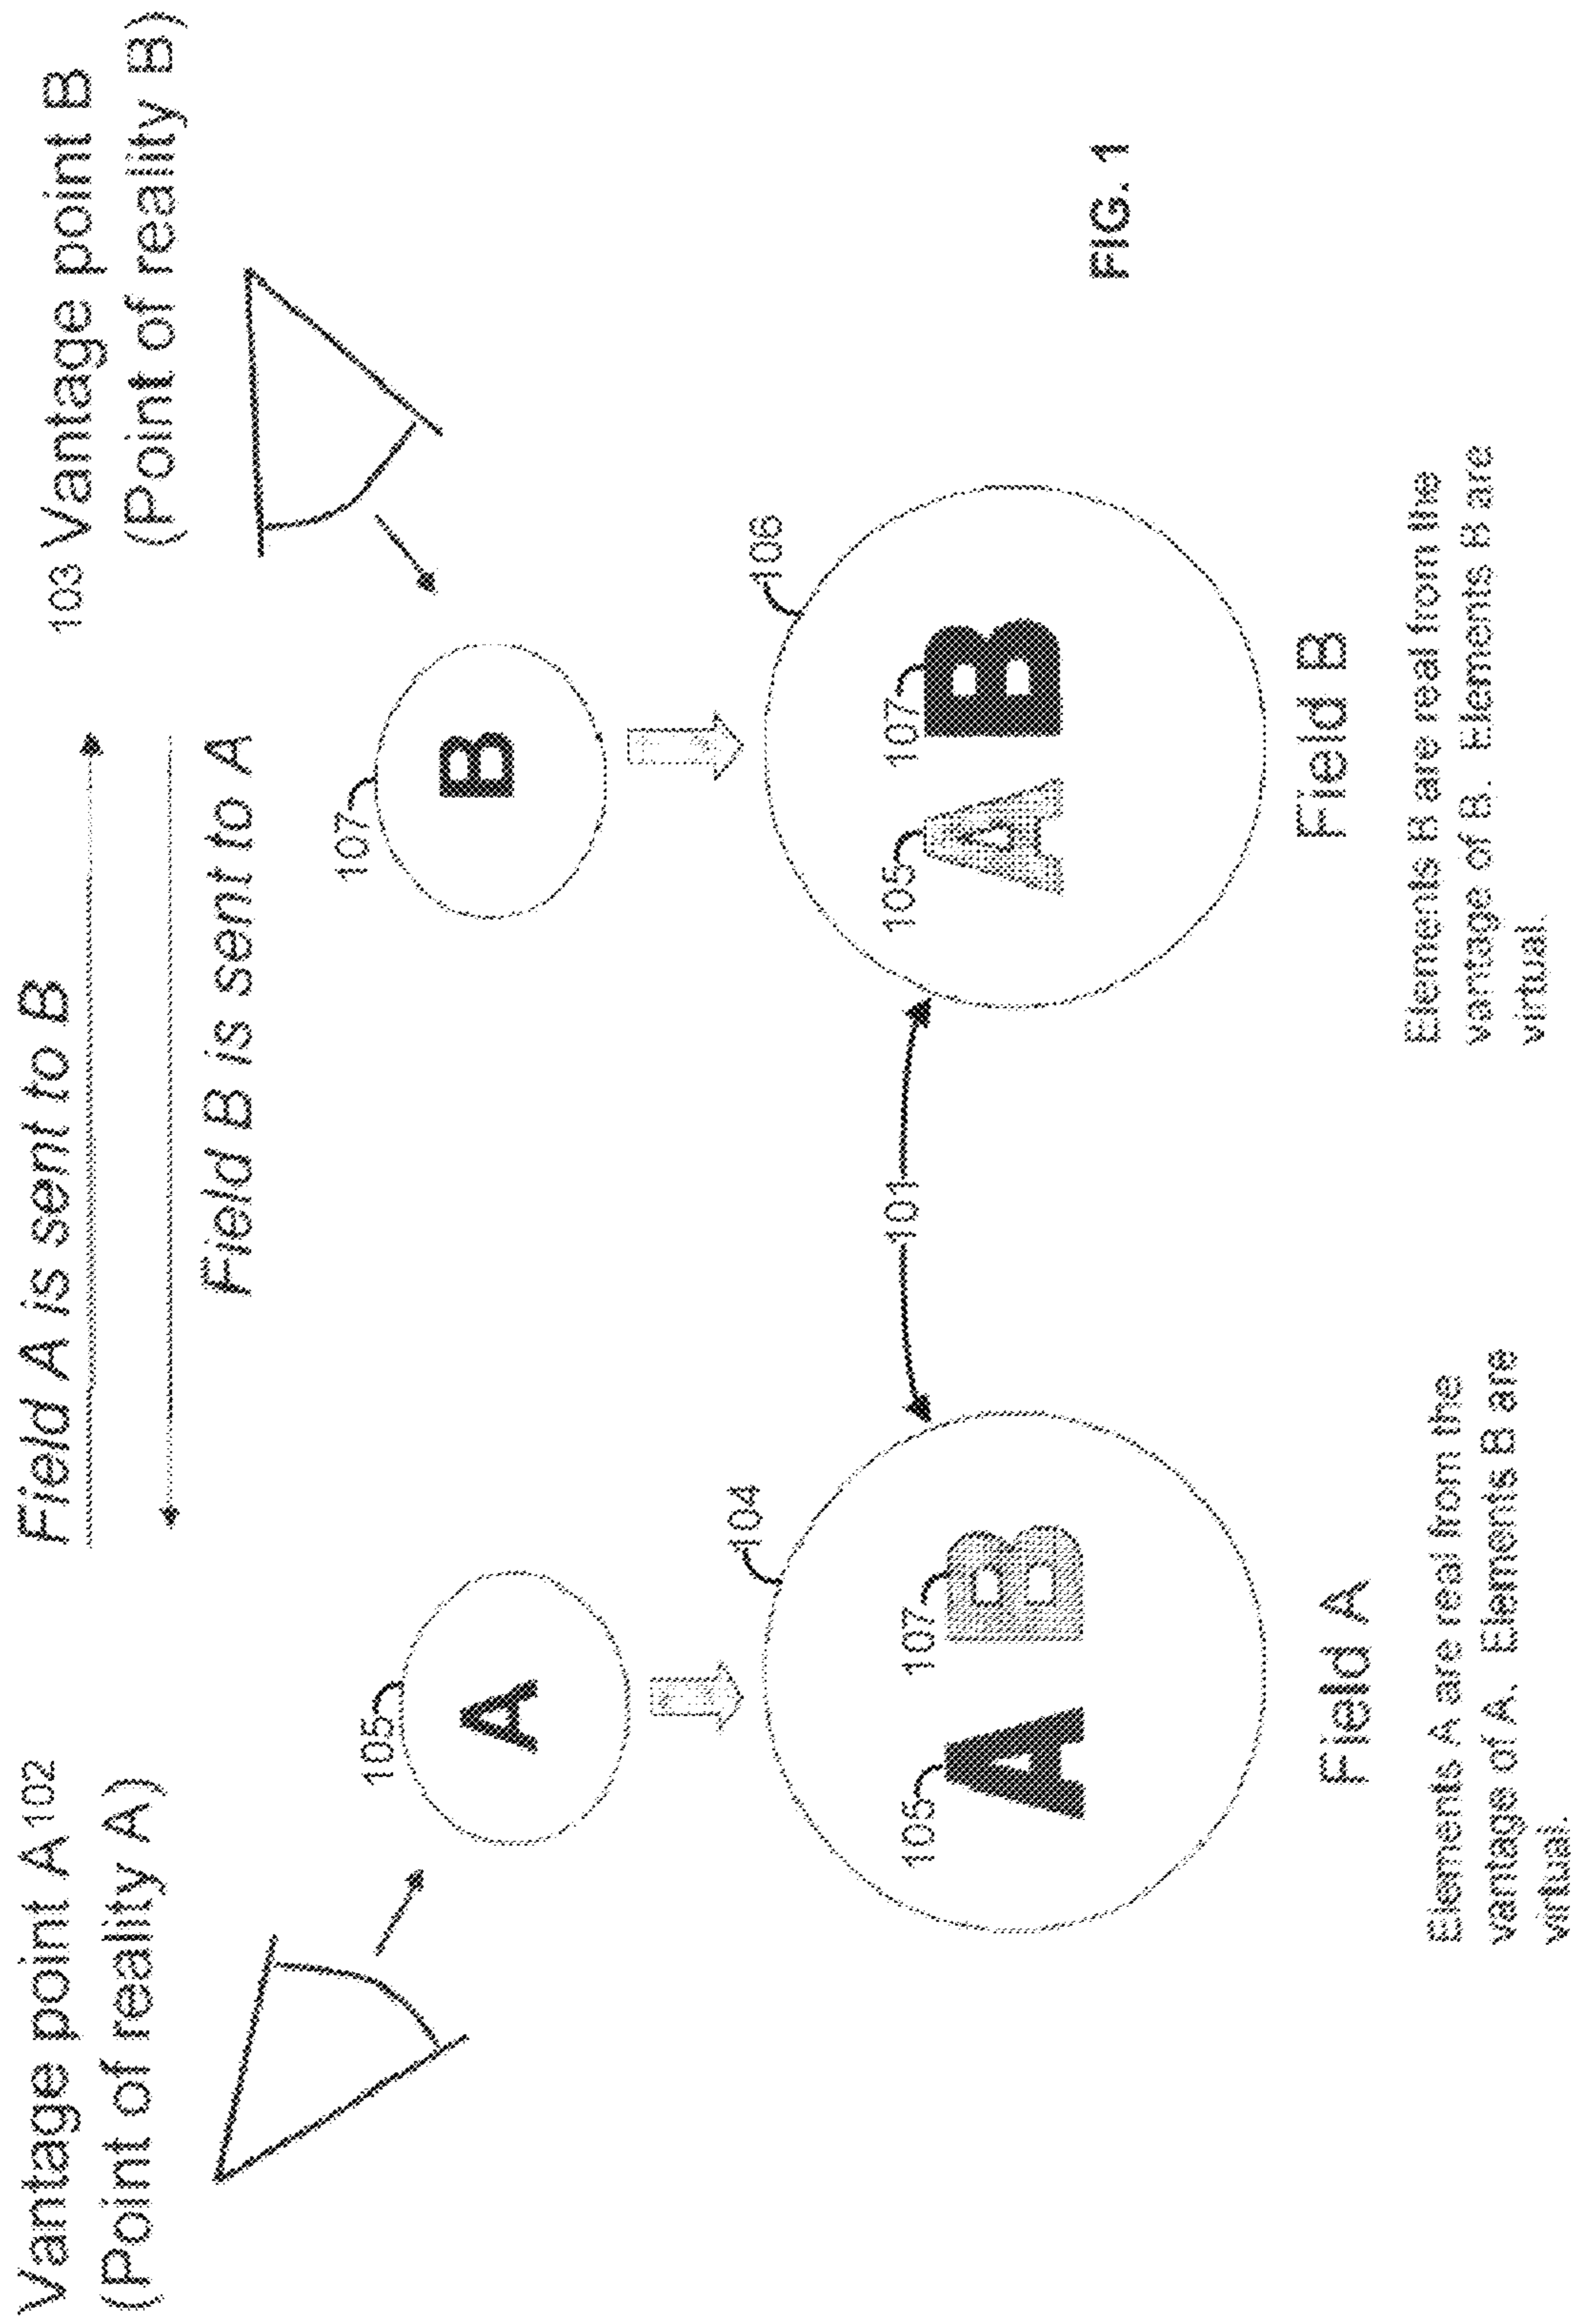 Vantage point A 102
(Point of reality A)
Field A is sent to B
Field B is sent to A
103 Vantage point B
(Point of reality B)
105
A
107
B
104
105
A
107
B
101
106
105
A
107
B
Field A
Elements A are real from the
vantage of A. Elements B are
virtual.
Field B
Elements B are real from the
vantage of B. Elements B are
virtual.
FIG. 1